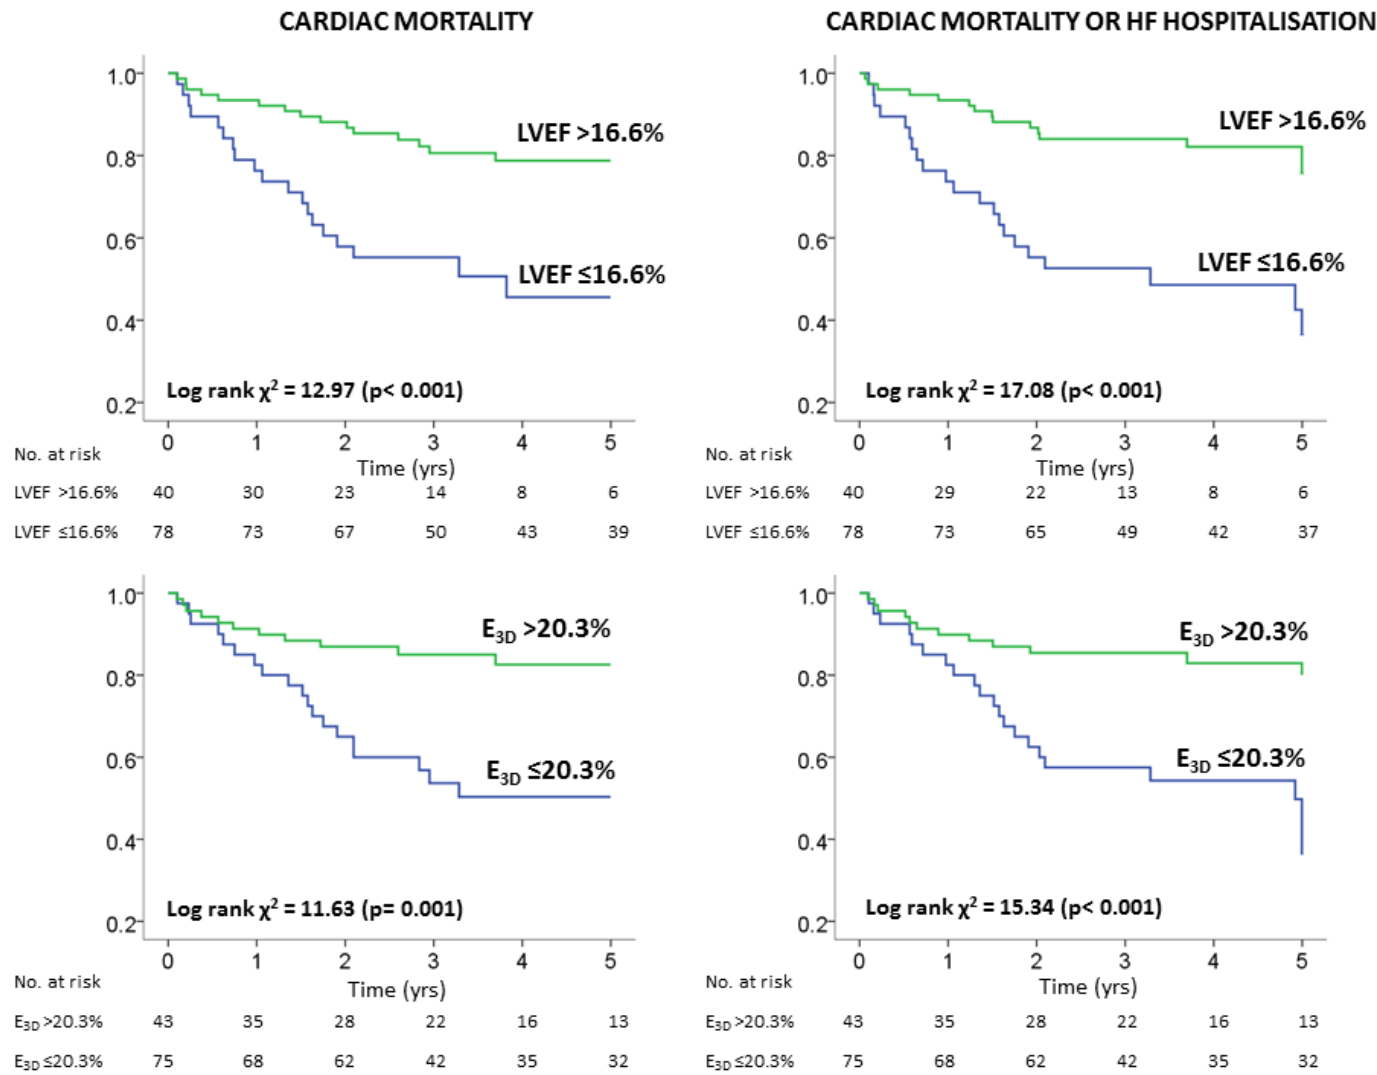 CARDIAC MORTALITY
CARDIAC MORTALITY OR HF HOSPITALISATION
1.0
0.8
0.6
0.4
0.2
LVEF >16.6%
LVEF ≤16.6%
Log rank χ² = 12.97 (p< 0.001)
0 1 2 3 4 5
Time (yrs)
No. at risk
LVEF >16.6% 40 30 23 14 8 6
LVEF ≤16.6% 78 73 67 50 43 39
1.0
0.8
0.6
0.4
0.2
LVEF >16.6%
LVEF ≤16.6%
Log rank χ² = 17.08 (p< 0.001)
0 1 2 3 4 5
Time (yrs)
No. at risk
LVEF >16.6% 40 29 22 13 8 6
LVEF ≤16.6% 78 73 65 49 42 37
1.0
0.8
0.6
0.4
0.2
E3D >20.3%
E3D ≤20.3%
Log rank χ² = 11.63 (p= 0.001)
0 1 2 3 4 5
Time (yrs)
No. at risk
E3D >20.3% 43 35 28 22 16 13
E3D ≤20.3% 75 68 62 42 35 32
1.0
0.8
0.6
0.4
0.2
E3D >20.3%
E3D ≤20.3%
Log rank χ² = 15.34 (p< 0.001)
0 1 2 3 4 5
Time (yrs)
No. at risk
E3D >20.3% 43 35 28 22 16 13
E3D ≤20.3% 75 68 62 42 35 32